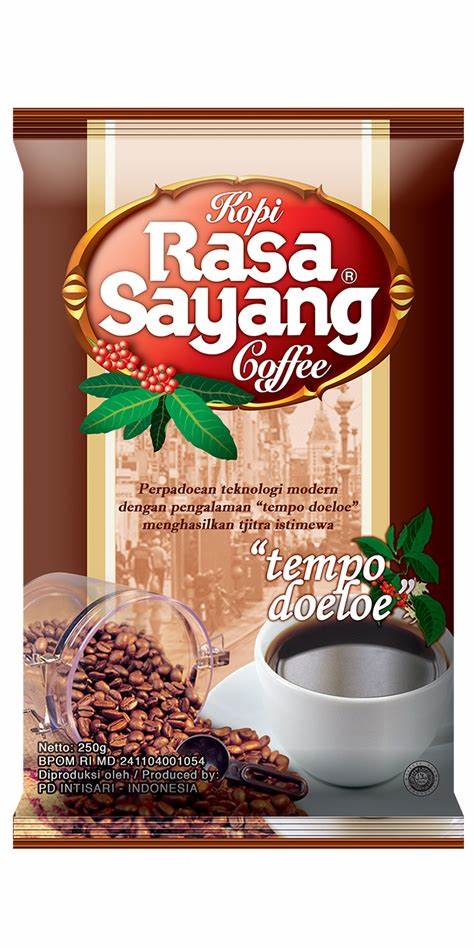 Kopi
Rasa
Sayang®
Coffee
Perpadoean teknologi modern
dengan pengalaman "tempo doeloe"
menghasilkan tjitra istimewa
"tempo
doeloe"
Netto: 250g
BPOM RI MD 241104001054
Diproduksi oleh / Produced by:
PD INTISARI - INDONESIA